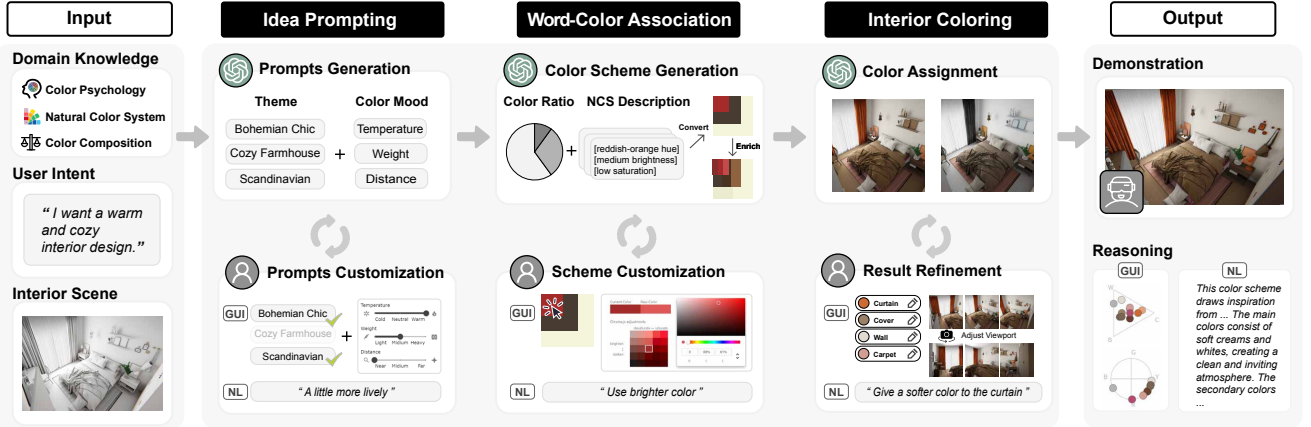 Input
Domain Knowledge
Color Psychology
Natural Color System
Color Composition
User Intent
“ I want a warm
and cozy
interior design.”
Interior Scene
Idea Prompting
Prompts Generation
Theme
Color Mood
Bohemian Chic
Cozy Farmhouse
Scandinavian
+
Temperature
Weight
Distance
Prompts Customization
GUI
Bohemian Chic
Cozy Farmhouse
Scandinavian
+
Temperature
Cold Neutral Warm
Weight
Light Midium Heavy
Distance
Near Midium Far
NL
“ A little more lively ”
Word-Color Association
Color Scheme Generation
Color Ratio
NCS Description
+
[reddish-orange hue]
[medium brightness]
[low saturation]
Convert
Enrich
Scheme Customization
GUI
NL
“ Use brighter color ”
Interior Coloring
Color Assignment
Result Refinement
GUI
Curtain
Cover
Wall
Carpet
Adjust Viewport
NL
“ Give a softer color to the curtain ”
Output
Demonstration
Reasoning
GUI
W
C
B
G
B
Y
R
NL
This color scheme
draws inspiration
from ... The main
colors consist of
soft creams and
whites, creating a
clean and inviting
atmosphere. The
secondary colors
...